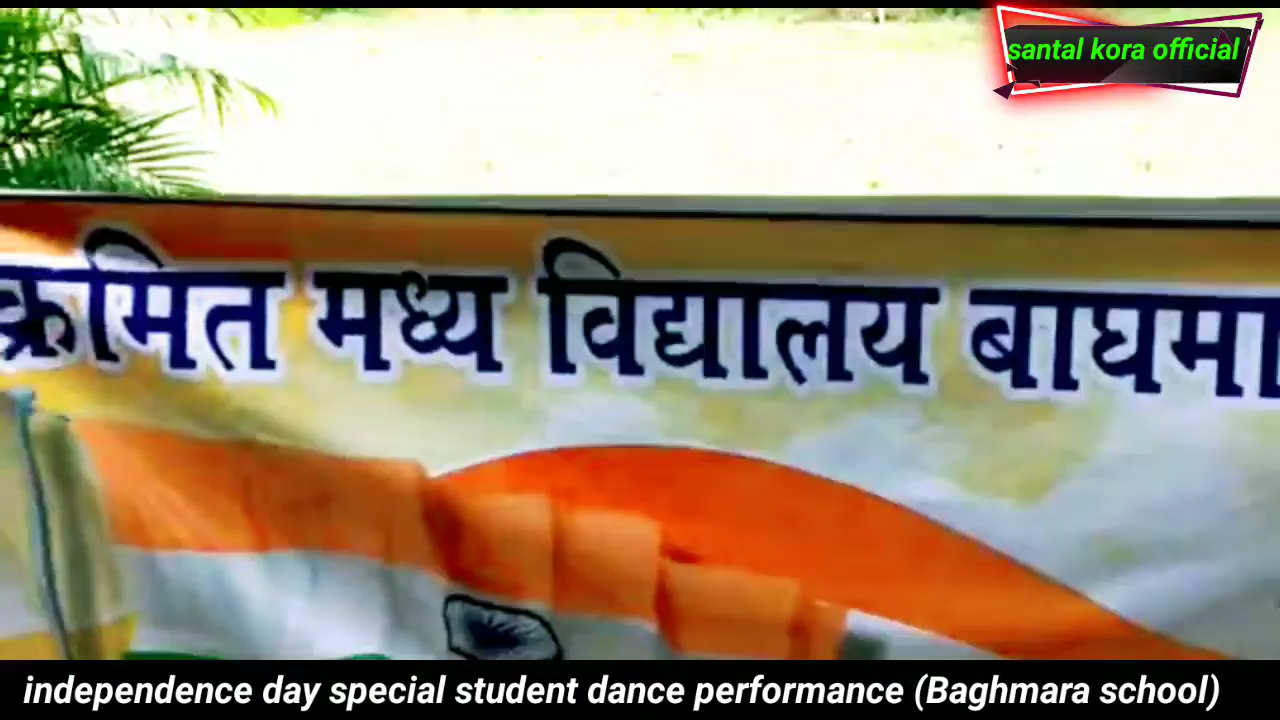 santal kora official
क्रमित मध्य विद्यालय बाघमा
independence day special student dance performance (Baghmara school)